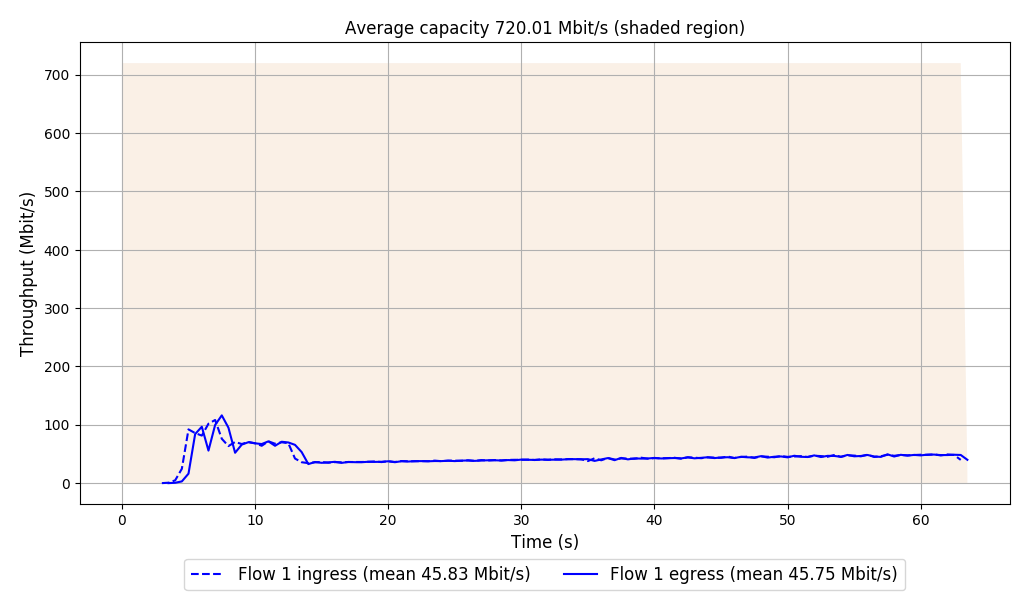 Average capacity 720.01 Mbit/s (shaded region)
Throughput (Mbit/s)
700
600
500
400
300
200
100
0
0 10 20 30 40 50 60
Time (s)
Flow 1 ingress (mean 45.83 Mbit/s) Flow 1 egress (mean 45.75 Mbit/s)